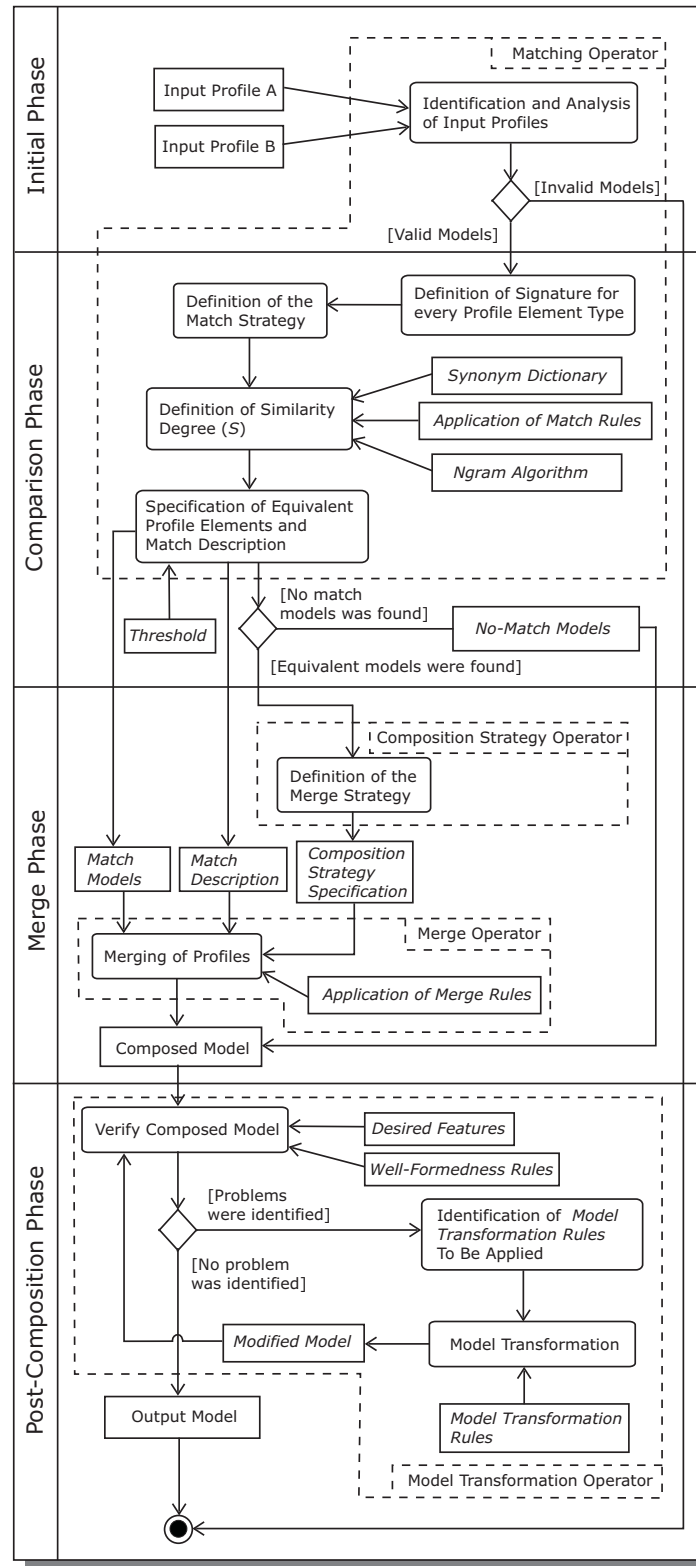 Initial Phase
Matching Operator
Input Profile A
Input Profile B
Identification and Analysis
of Input Profiles
[Invalid Models]
[Valid Models]
Comparison Phase
Definition of the
Match Strategy
Definition of Signature for
every Profile Element Type
Definition of Similarity
Degree (S)
Synonym Dictionary
Application of Match Rules
Ngram Algorithm
Specification of Equivalent
Profile Elements and
Match Description
Threshold
[No match
models was found]
No-Match Models
[Equivalent models were found]
Merge Phase
Composition Strategy Operator
Definition of the
Merge Strategy
Match
Models
Match
Description
Composition
Strategy
Specification
Merge Operator
Merging of Profiles
Application of Merge Rules
Composed Model
Post-Composition Phase
Verify Composed Model
Desired Features
Well-Formedness Rules
[Problems
were identified]
Identification of Model
Transformation Rules
To Be Applied
[No problem
was identified]
Modified Model
Model Transformation
Output Model
Model Transformation
Rules
Model Transformation Operator